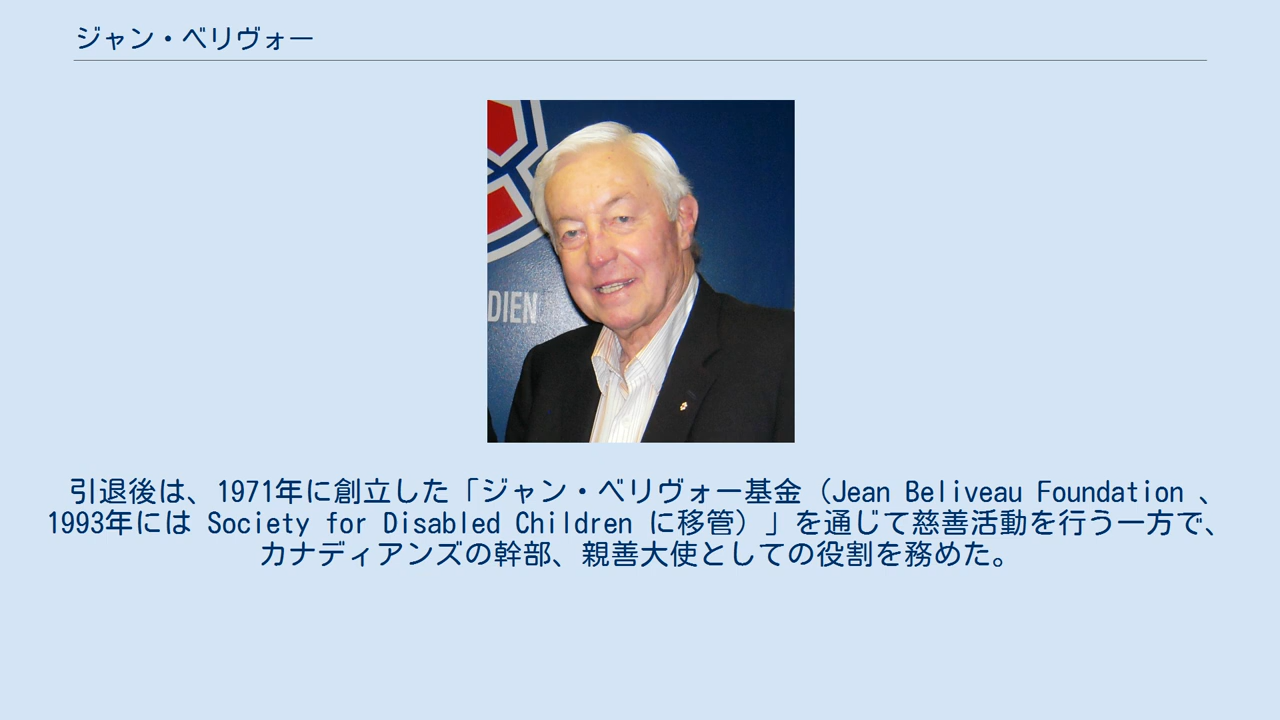 ジャン・ベリヴォー
DIEN
引退後は、1971年に創立した「ジャン・ベリヴォー基金（Jean Beliveau Foundation 、
1993年には Society for Disabled Children に移管）」を通じて慈善活動を行う一方で、
カナディアンズの幹部、親善大使としての役割を務めた。